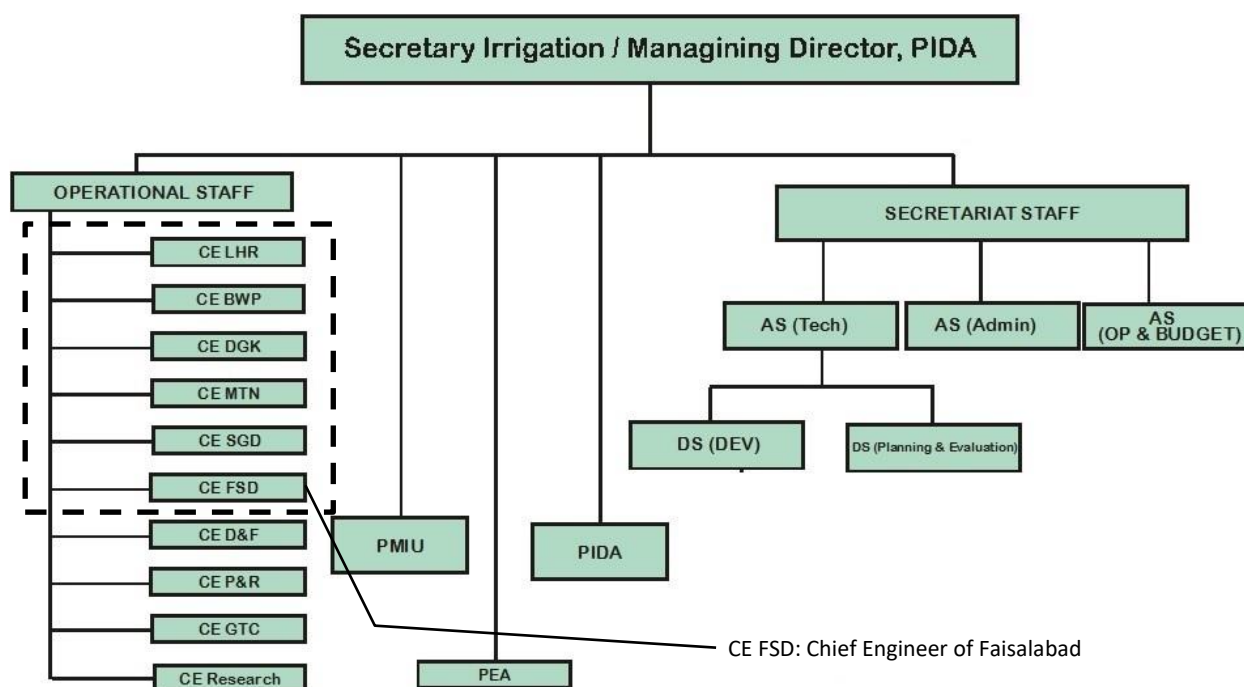 Secretary Irrigation / Managining Director, PIDA
OPERATIONAL STAFF
CE LHR
CE BWP
CE DGK
CE MTN
CE SGD
CE FSD
CE D&F
CE P&R
CE GTC
CE Research
PMIU
PEA
PIDA
SECRETARIAT STAFF
AS (Tech)
AS (Admin)
AS
(OP & BUDGET)
DS (DEV)
DS (Planning & Evaluation)
CE FSD: Chief Engineer of Faisalabad